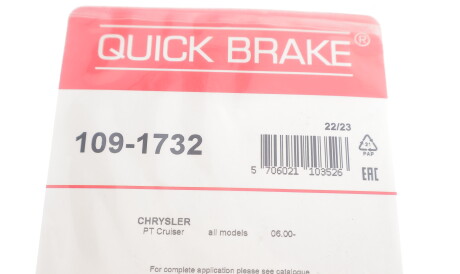 QUICK BRAKE®
22/23
109-1732
5 706021 103526
21
PAP
EAC
CHRYSLER
PT Cruiser all models 06.00-
For complete application please see catalogue